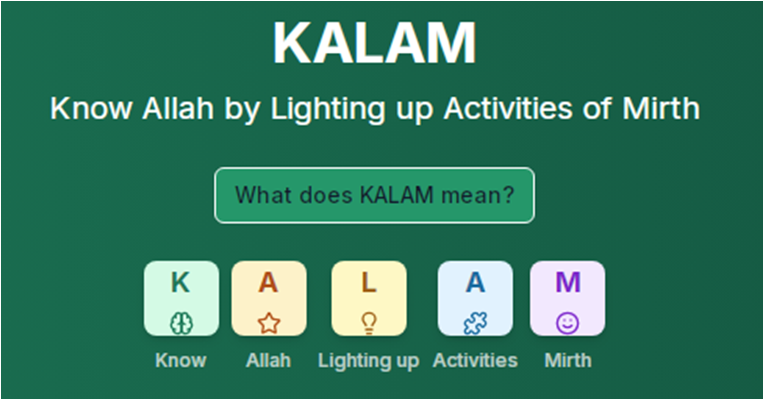 KALAM
Know Allah by Lighting up Activities of Mirth
What does KALAM mean?
K A L A M
Know Allah Lighting up Activities Mirth